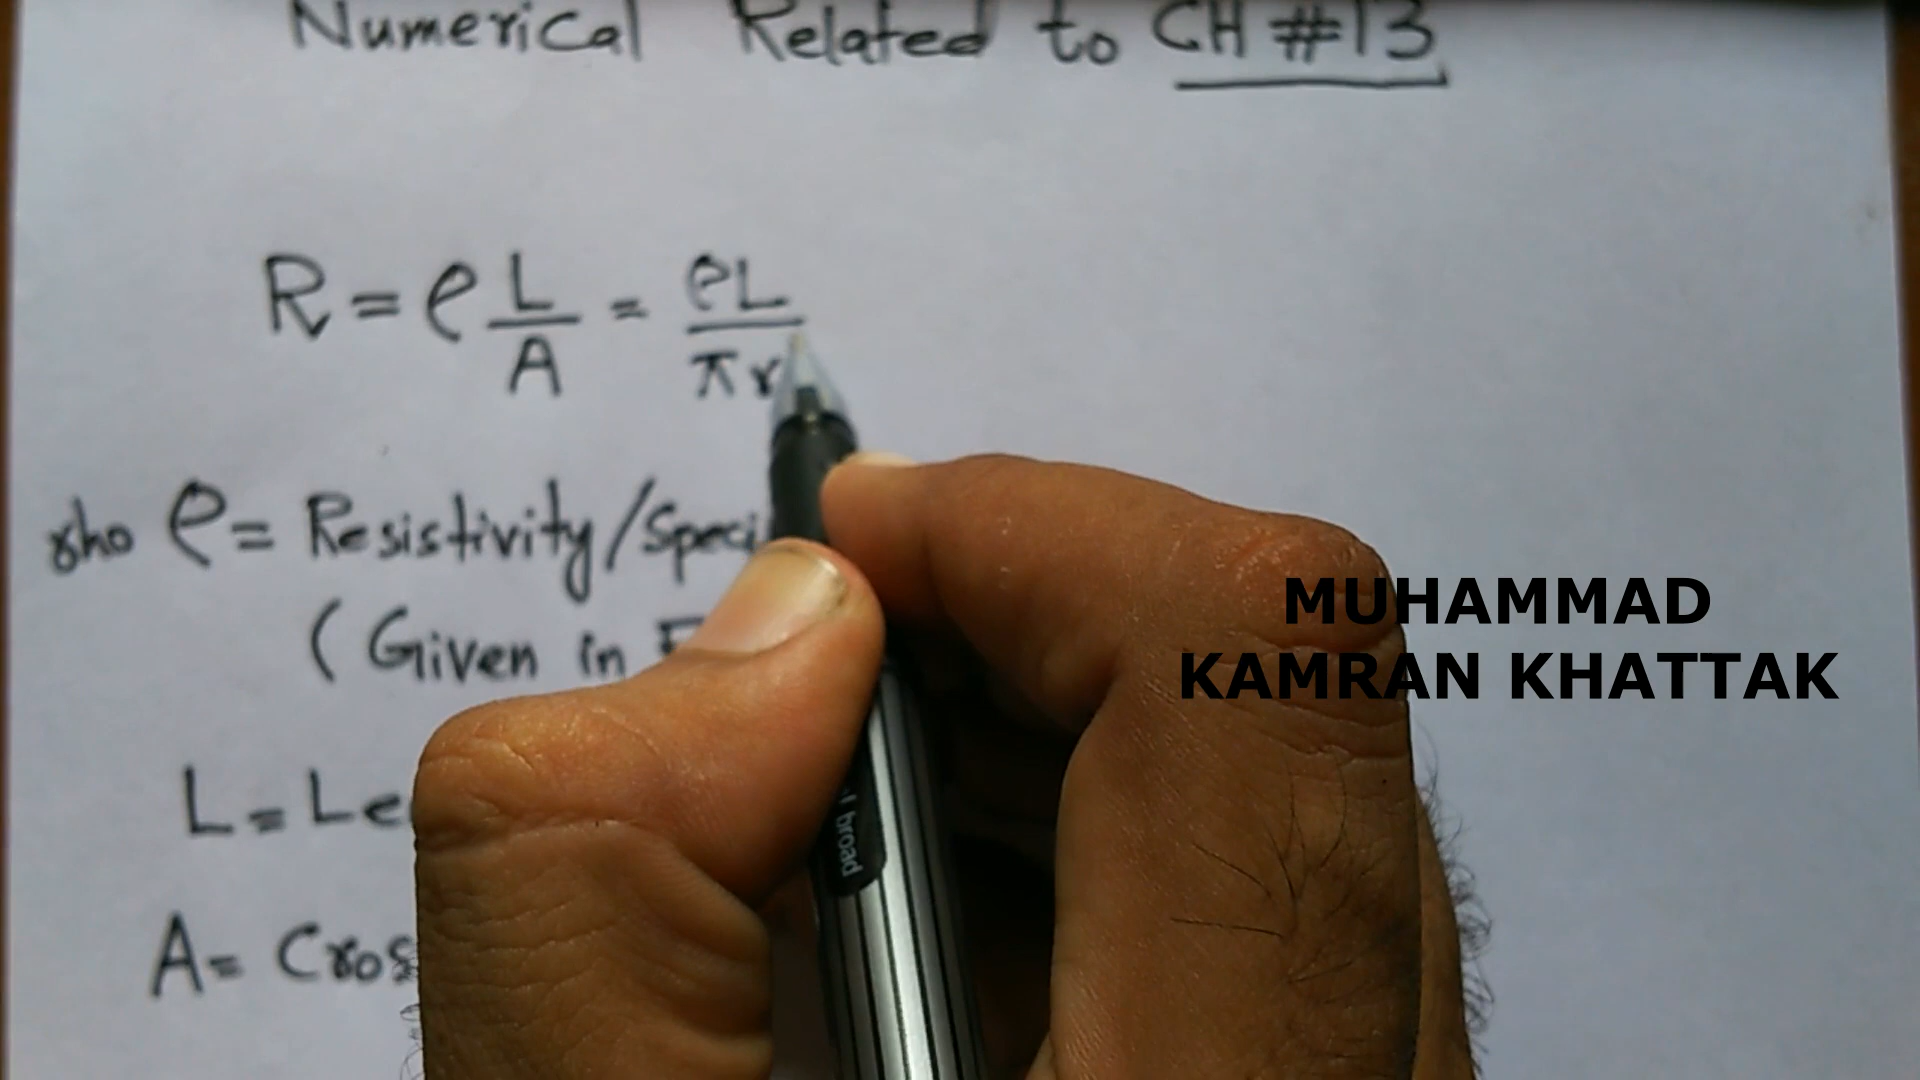 Numerical Related to CH #13
R = ρ L/A = ρL/πr
rho ρ = Resistivity/Speci
(Given in
MUHAMMAD
KAMRAN KHATTAK
L = Le
broad
A = Cros